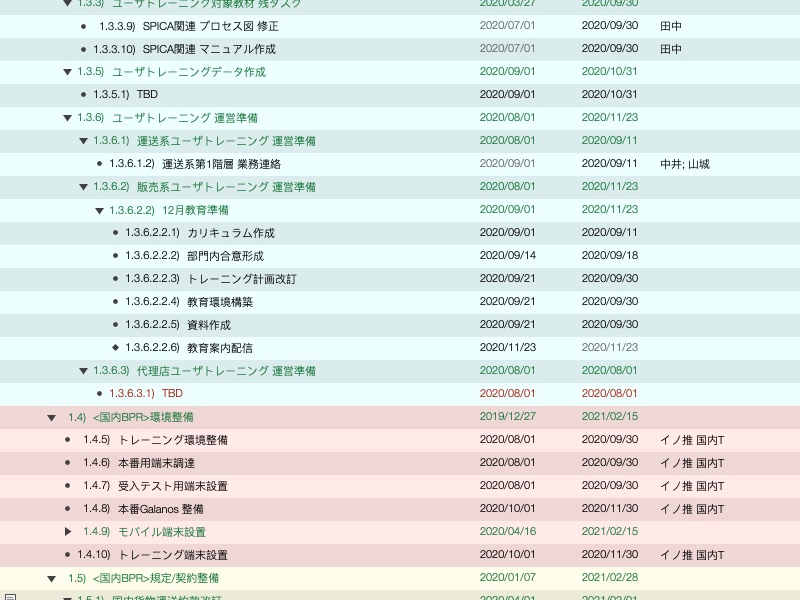 1.3.3) ユーザトレーニング対象教材 残タスク 2020/03/27 2020/09/30
1.3.3.9) SPICA関連 プロセス図 修正 2020/07/01 2020/09/30 田中
1.3.3.10) SPICA関連 マニュアル作成 2020/07/01 2020/09/30 田中
1.3.5) ユーザトレーニングデータ作成 2020/09/01 2020/10/31
1.3.5.1) TBD 2020/09/01 2020/10/31
1.3.6) ユーザトレーニング 運営準備 2020/08/01 2020/11/23
1.3.6.1) 運送系ユーザトレーニング 運営準備 2020/08/01 2020/09/11
1.3.6.1.2) 運送系第1階層 業務連絡 2020/09/01 2020/09/11 中井; 山城
1.3.6.2) 販売系ユーザトレーニング 運営準備 2020/08/01 2020/11/23
1.3.6.2.2) 12月教育準備 2020/09/01 2020/11/23
1.3.6.2.2.1) カリキュラム作成 2020/09/01 2020/09/11
1.3.6.2.2.2) 部門内合意形成 2020/09/14 2020/09/18
1.3.6.2.2.3) トレーニング計画改訂 2020/09/21 2020/09/30
1.3.6.2.2.4) 教育環境構築 2020/09/21 2020/09/30
1.3.6.2.2.5) 資料作成 2020/09/21 2020/09/30
1.3.6.2.2.6) 教育案内配信 2020/11/23 2020/11/23
1.3.6.3) 代理店ユーザトレーニング 運営準備 2020/08/01 2020/08/01
1.3.6.3.1) TBD 2020/08/01 2020/08/01
1.4) <国内BPR>環境整備 2019/12/27 2021/02/15
1.4.5) トレーニング環境整備 2020/08/01 2020/09/30 イノ推 国内T
1.4.6) 本番用端末調達 2020/08/01 2020/09/30 イノ推 国内T
1.4.7) 受入テスト用端末設置 2020/08/01 2020/09/30 イノ推 国内T
1.4.8) 本番Galanos 整備 2020/10/01 2020/11/30 イノ推 国内T
1.4.9) モバイル端末設置 2020/04/16 2021/02/15
1.4.10) トレーニング端末設置 2020/10/01 2020/11/30 イノ推 国内T
1.5) <国内BPR>規定/契約整備 2020/01/07 2021/02/28
1.5.1) 国内貨物運送約款改訂 2020/04/01 2021/02/01